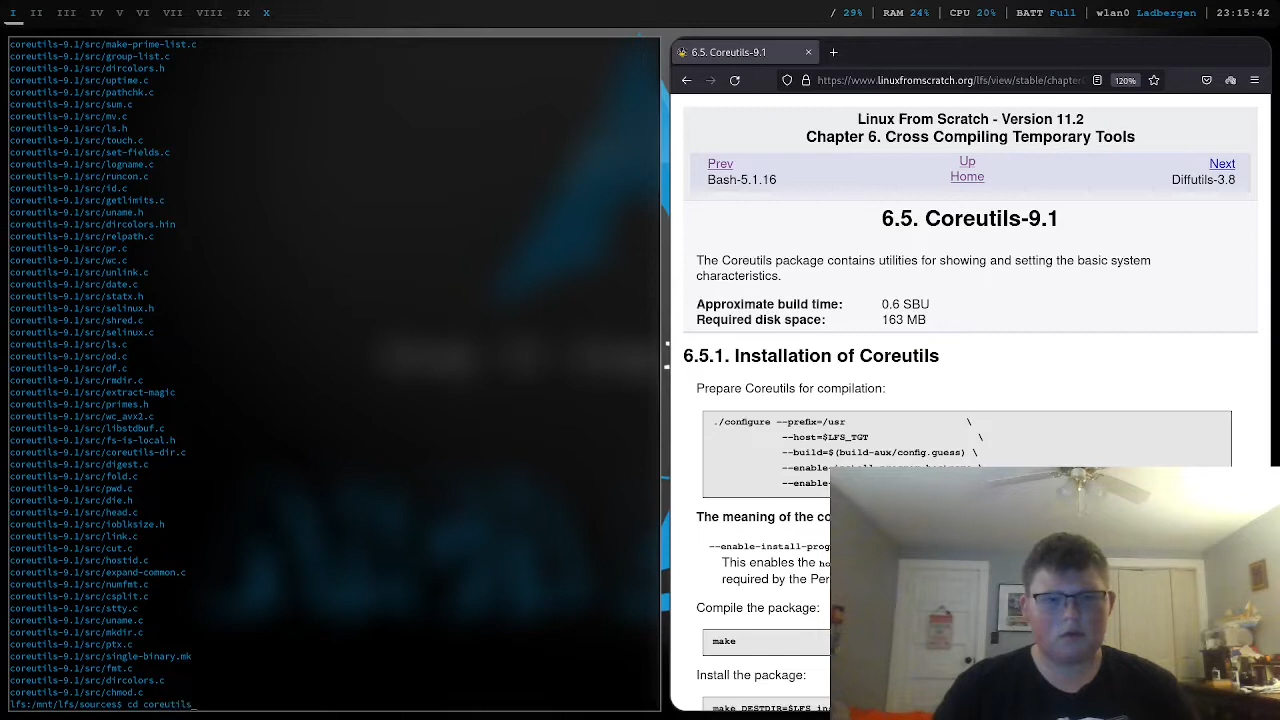 I II III IV V VI VII VIII IX X
/ 29% | RAM 24% | CPU 20% | BATT Full | wlan0 Ladbergen | 23:15:42
coreutils-9.1/src/make-prime-list.c
coreutils-9.1/src/group-list.c
coreutils-9.1/src/dircolors.h
coreutils-9.1/src/uptime.c
coreutils-9.1/src/pathchk.c
coreutils-9.1/src/sum.c
coreutils-9.1/src/mv.c
coreutils-9.1/src/ls.h
coreutils-9.1/src/touch.c
coreutils-9.1/src/set-fields.c
coreutils-9.1/src/logname.c
coreutils-9.1/src/runcon.c
coreutils-9.1/src/id.c
coreutils-9.1/src/getlimits.c
coreutils-9.1/src/uname.h
coreutils-9.1/src/dircolors.hin
coreutils-9.1/src/relpath.c
coreutils-9.1/src/pr.c
coreutils-9.1/src/wc.c
coreutils-9.1/src/unlink.c
coreutils-9.1/src/date.c
coreutils-9.1/src/statx.h
coreutils-9.1/src/selinux.h
coreutils-9.1/src/shred.c
coreutils-9.1/src/selinux.c
coreutils-9.1/src/ls.c
coreutils-9.1/src/od.c
coreutils-9.1/src/df.c
coreutils-9.1/src/rmdir.c
coreutils-9.1/src/extract-magic
coreutils-9.1/src/primes.h
coreutils-9.1/src/wc_avx2.c
coreutils-9.1/src/libstdbuf.c
coreutils-9.1/src/fs-is-local.h
coreutils-9.1/src/coreutils-dir.c
coreutils-9.1/src/digest.c
coreutils-9.1/src/fold.c
coreutils-9.1/src/pwd.c
coreutils-9.1/src/die.h
coreutils-9.1/src/head.c
coreutils-9.1/src/ioblksize.h
coreutils-9.1/src/link.c
coreutils-9.1/src/cut.c
coreutils-9.1/src/hostid.c
coreutils-9.1/src/expand-common.c
coreutils-9.1/src/numfmt.c
coreutils-9.1/src/csplit.c
coreutils-9.1/src/stty.c
coreutils-9.1/src/uname.c
coreutils-9.1/src/mkdir.c
coreutils-9.1/src/ptx.c
coreutils-9.1/src/single-binary.mk
coreutils-9.1/src/fmt.c
coreutils-9.1/src/dircolors.c
coreutils-9.1/src/chmod.c
lfs:/mnt/lfs/sources$ cd coreutils_
6.5. Coreutils-9.1
https://www.linuxfromscratch.org/lfs/view/stable/chapter 120%
Linux From Scratch - Version 11.2
Chapter 6. Cross Compiling Temporary Tools
Prev Up Next
Bash-5.1.16 Home Diffutils-3.8
6.5. Coreutils-9.1
The Coreutils package contains utilities for showing and setting the basic system
characteristics.
Approximate build time: 0.6 SBU
Required disk space: 163 MB
6.5.1. Installation of Coreutils
Prepare Coreutils for compilation:
./configure --prefix=/usr \
--host=$LFS_TGT \
--build=$(build-aux/config.guess) \
--enable
--enable
The meaning of the co
--enable-install-prog
This enables the ho
required by the Per
Compile the package:
make
Install the package:
make DESTDIR=$LFS in